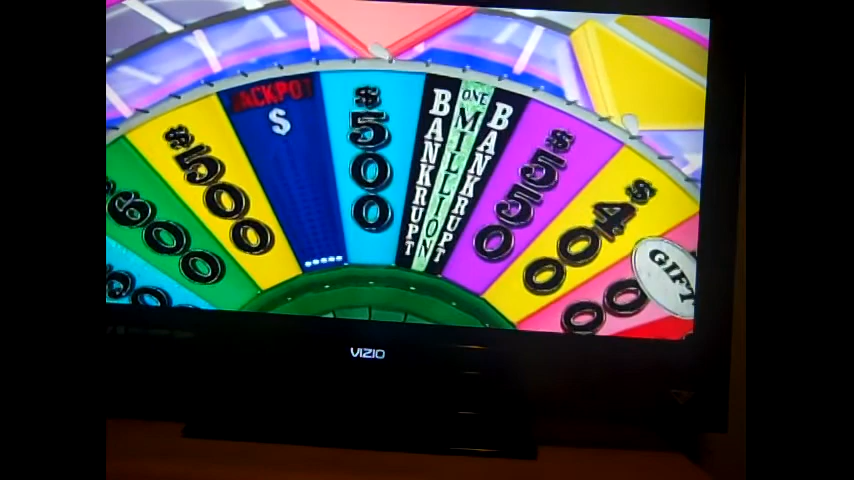 $500
JACKPOT
$
$500
BANKRUPT
ONE MILLION
BANKRUPT
$550
$400
GIFT
600
VIZIO